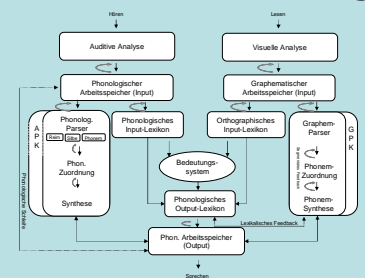 Hören
Lesen
Auditive Analyse
Visuelle Analyse
Phonologischer
Arbeitsspeicher (Input)
Graphematischer
Arbeitsspeicher (Input)
A
P
K
Phonolog.
Parser
Reim
Silbe
Phonem
Phon.
Zuordnung
Synthese
Phonologisches
Input-Lexikon
Orthographisches
Input-Lexikon
Graphem-
Parser
Phonem-
Zuordnung
Phonem-
Synthese
G
P
K
Bedeutungs-
system
Phonologisches
Output-Lexikon
Lexikalisches Feedback
Phonologische Schleife
Phon. Arbeitsspeicher
(Output)
Sprechen